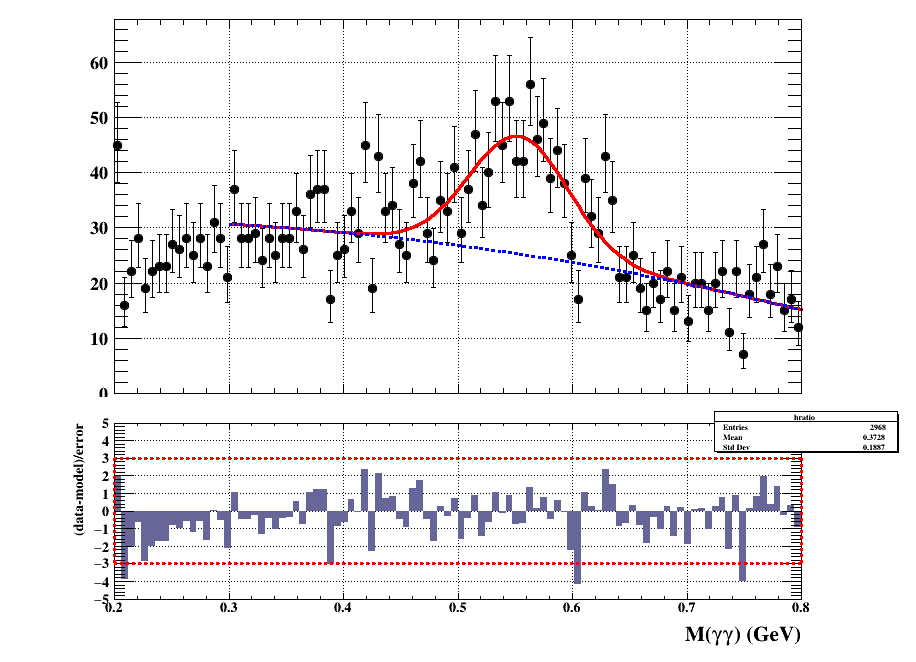 60
50
40
30
20
10
0
hratio
Entries 2968
Mean 0.3728
Std Dev 0.1887
(data-model)/error
5
4
3
2
1
0
−1
−2
−3
−4
−5
0.2 0.3 0.4 0.5 0.6 0.7 0.8
M(γγ) (GeV)